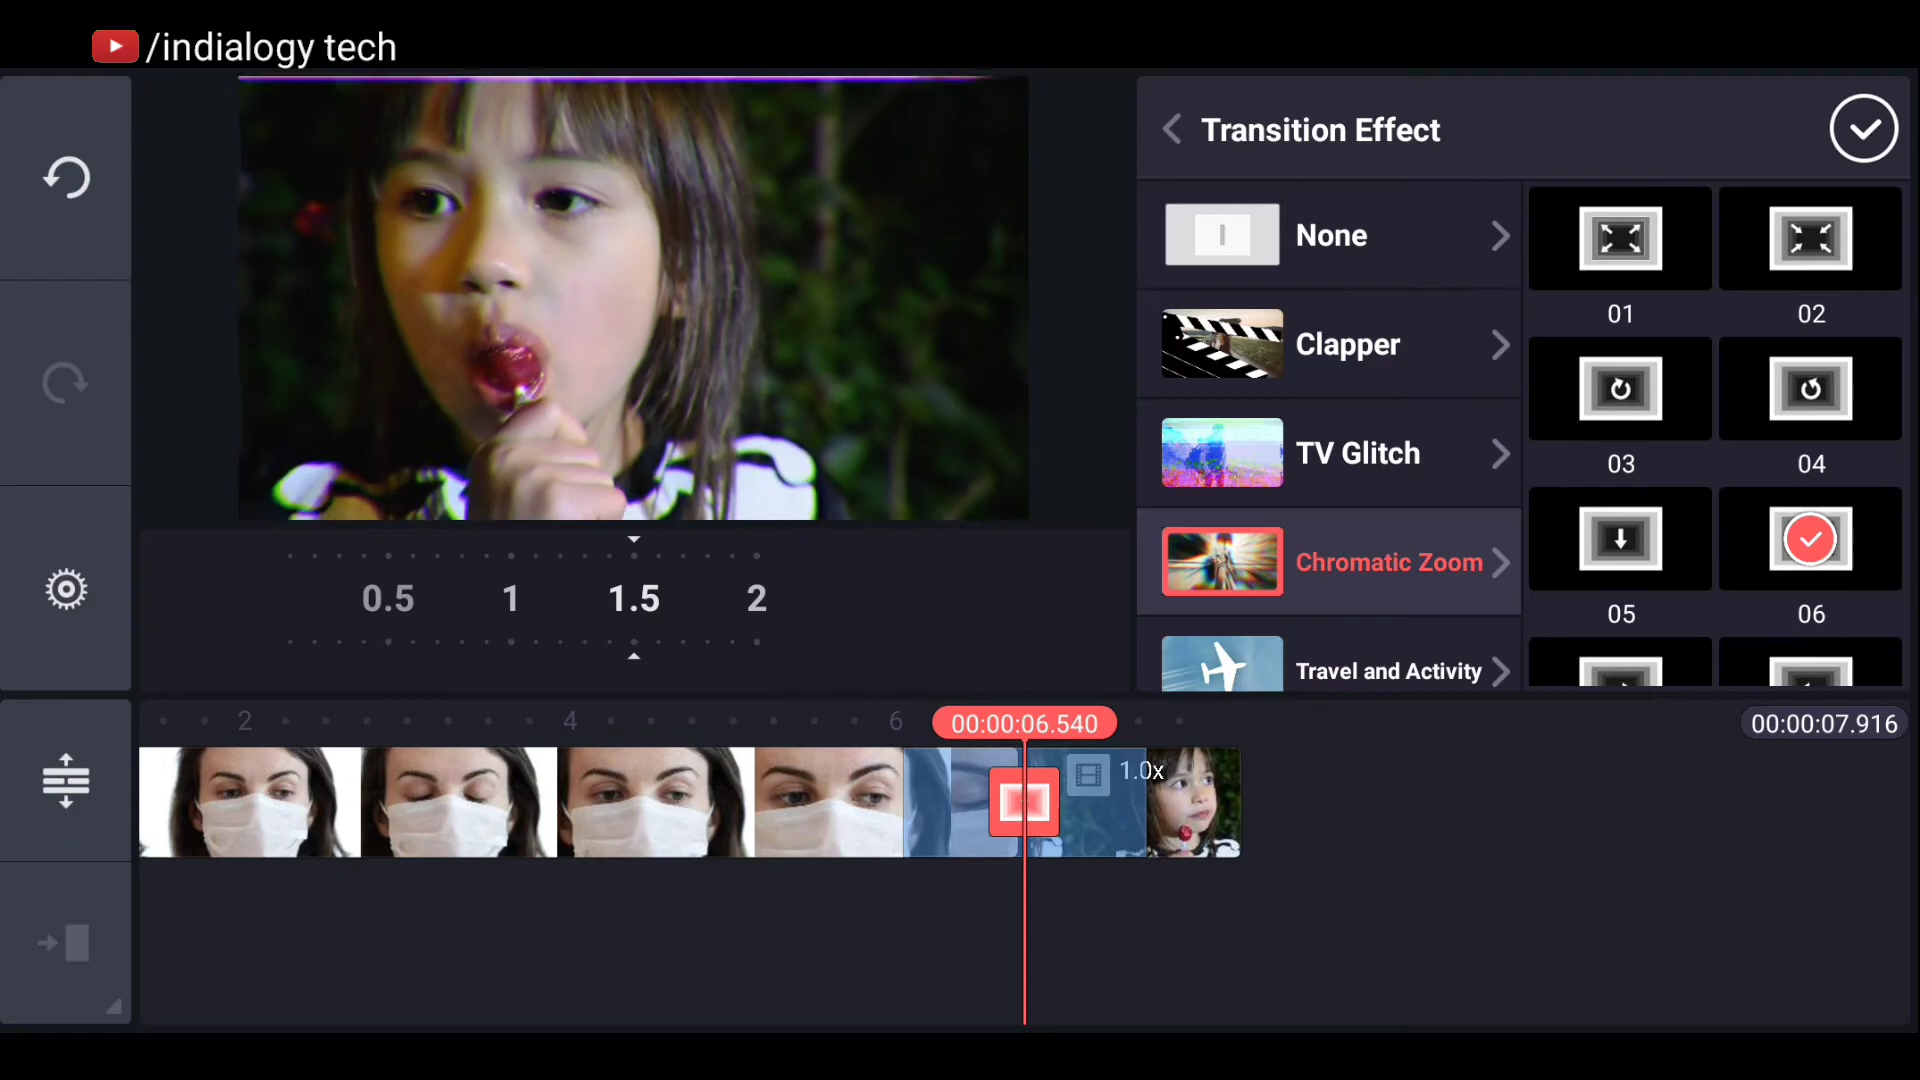 /indialogy tech
Transition Effect
None
Clapper
TV Glitch
Chromatic Zoom
Travel and Activity
01
02
03
04
05
06
0.5 1 1.5 2
2 4 6
00:00:06.540
00:00:07.916
1.0x